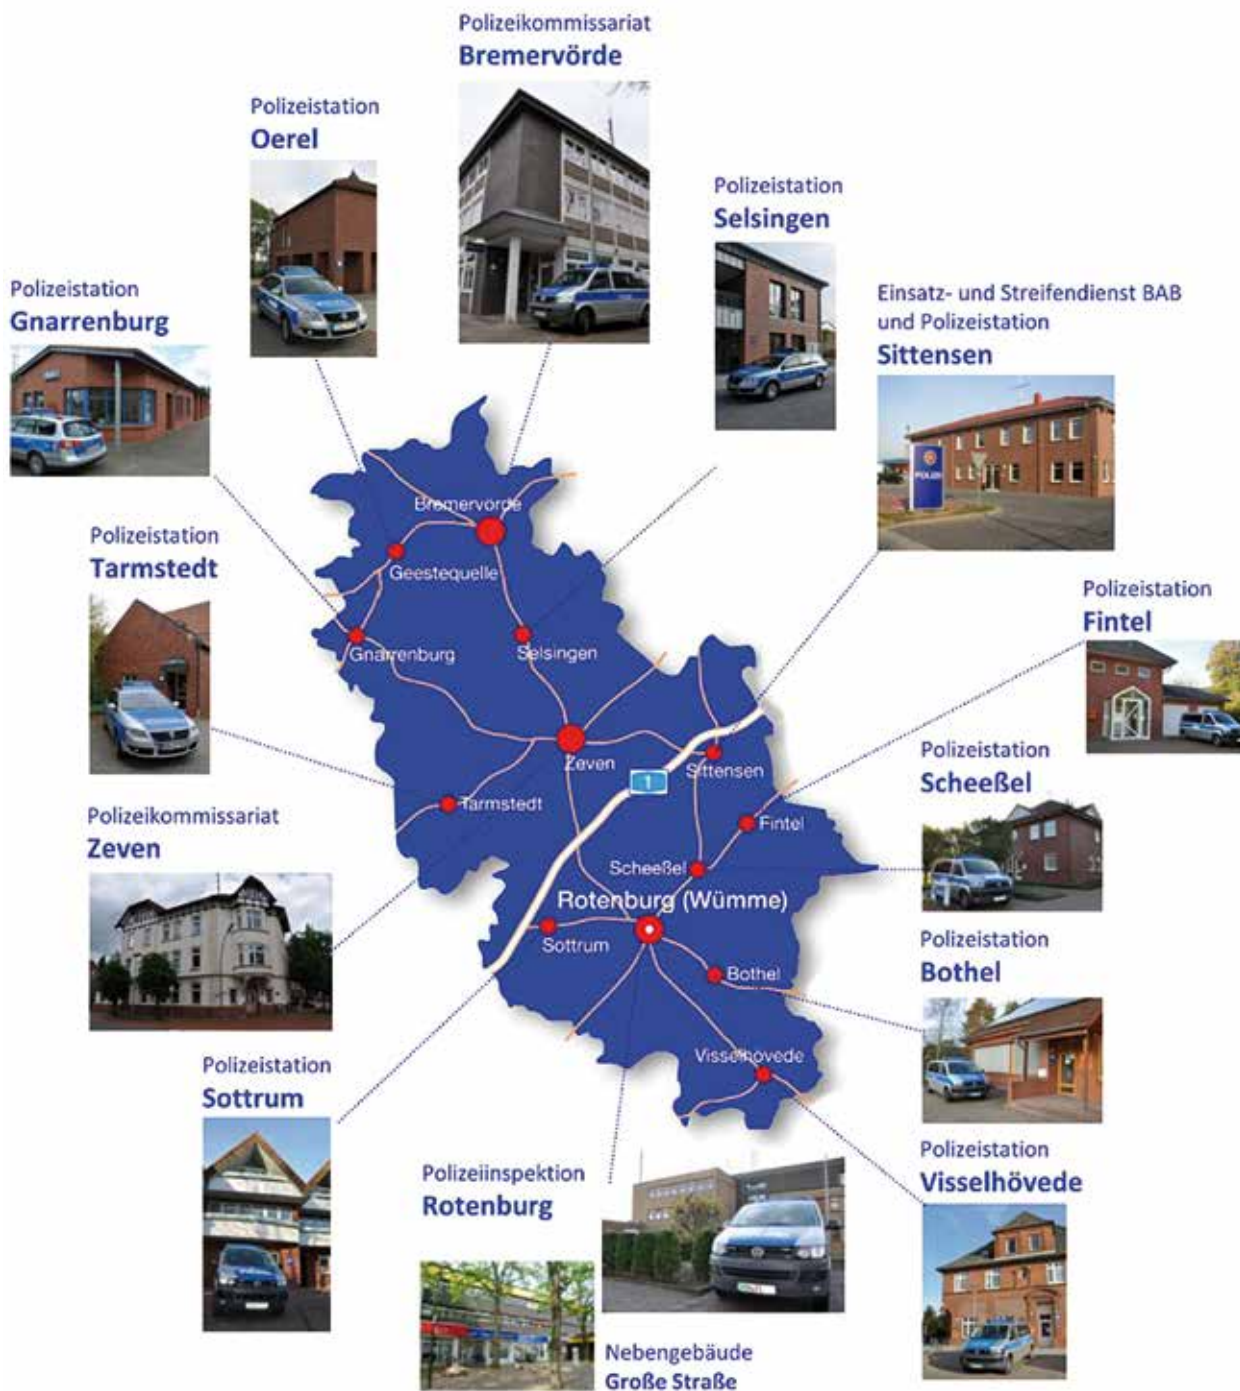 Polizeikommissariat
Bremervörde
Polizeistation
Oerel
Polizeistation
Selsingen
Polizeistation
Gnarrenburg
Einsatz- und Streifendienst BAB
und Polizeistation
Sittensen
POLIZEI
Bremervörde
Polizeistation
Tarmstedt
Geestequelle
Polizeistation
Fintel
Gnarrenburg
Selsingen
Zeven
Sittensen
1
Polizeistation
Scheeßel
Tarmstedt
Fintel
Polizeikommissariat
Zeven
Scheeßel
Rotenburg (Wümme)
Sottrum
Polizeistation
Bothel
Bothel
Visselhövede
Polizeistation
Sottrum
Polizeistation
Visselhövede
Polizeiinspektion
Rotenburg
Nebengebäude
Große Straße